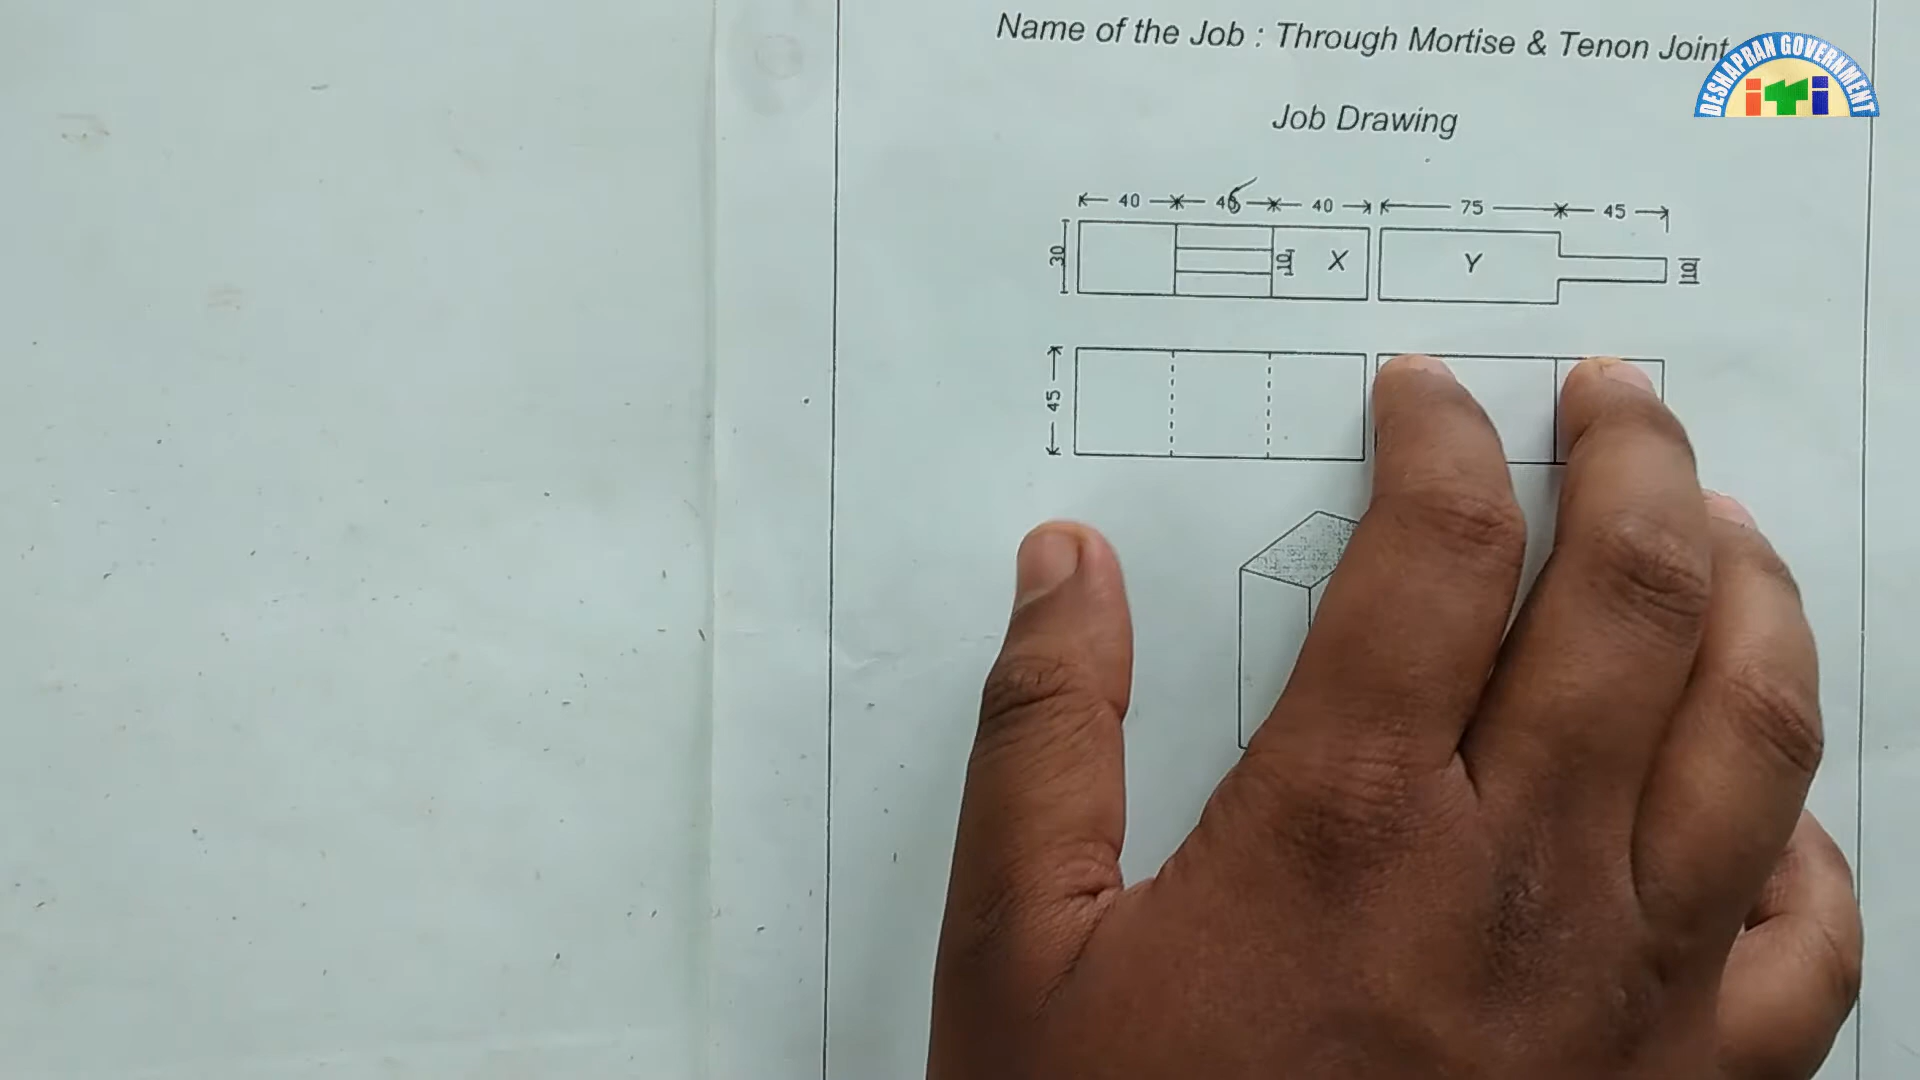 Name of the Job : Through Mortise & Tenon Joint
DESHAPRAN GOVERNMENT
iTi
Job Drawing
40 45 40 75 45
30 10 X Y 10
45